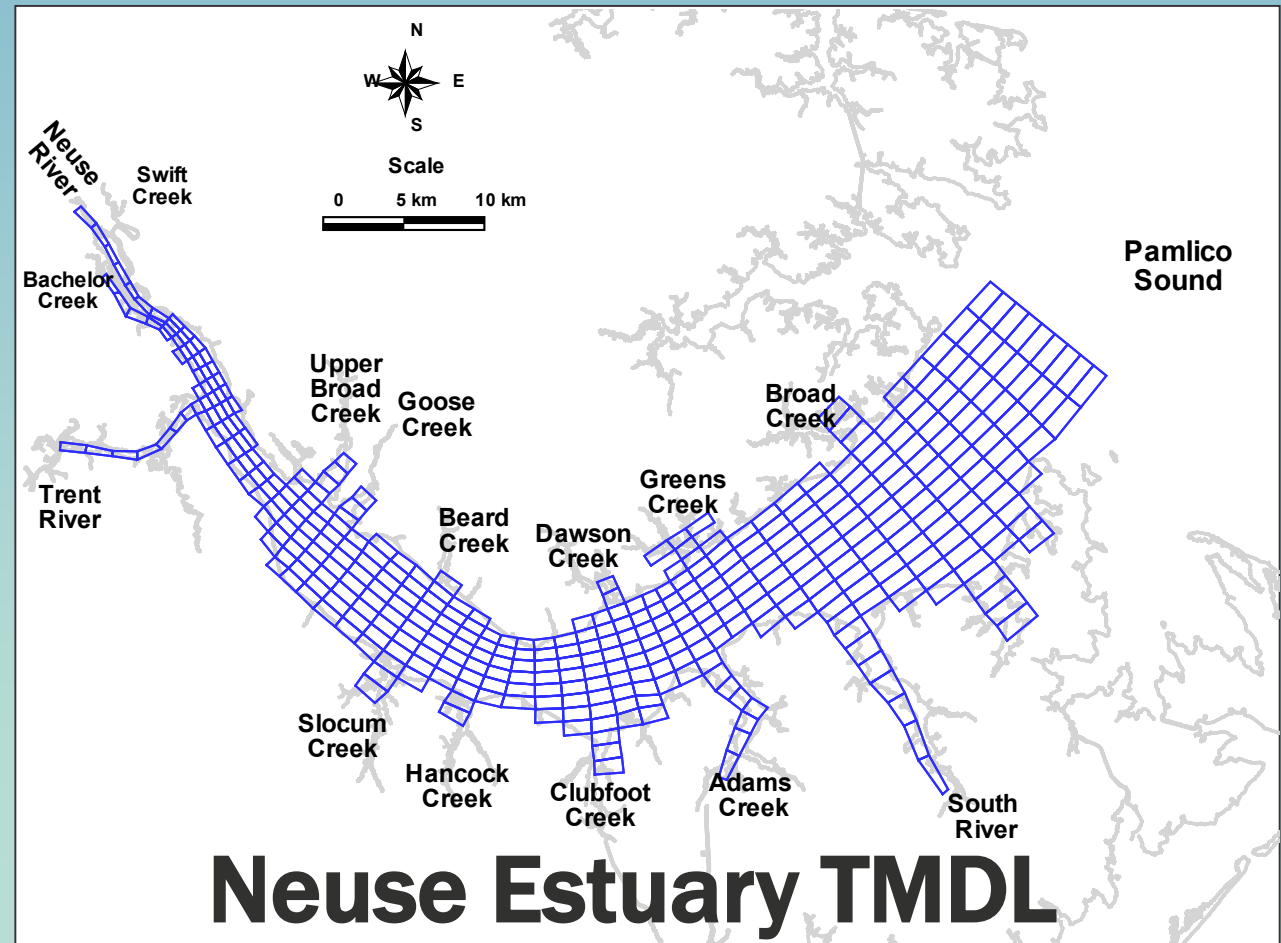 N
W
E
S
Scale
0 5 km 10 km
Neuse
River
Swift
Creek
Bachelor
Creek
Pamlico
Sound
Upper
Broad
Creek
Goose
Creek
Broad
Creek
Trent
River
Greens
Creek
Beard
Creek
Dawson
Creek
Slocum
Creek
Hancock
Creek
Clubfoot
Creek
Adams
Creek
South
River
Neuse Estuary TMDL